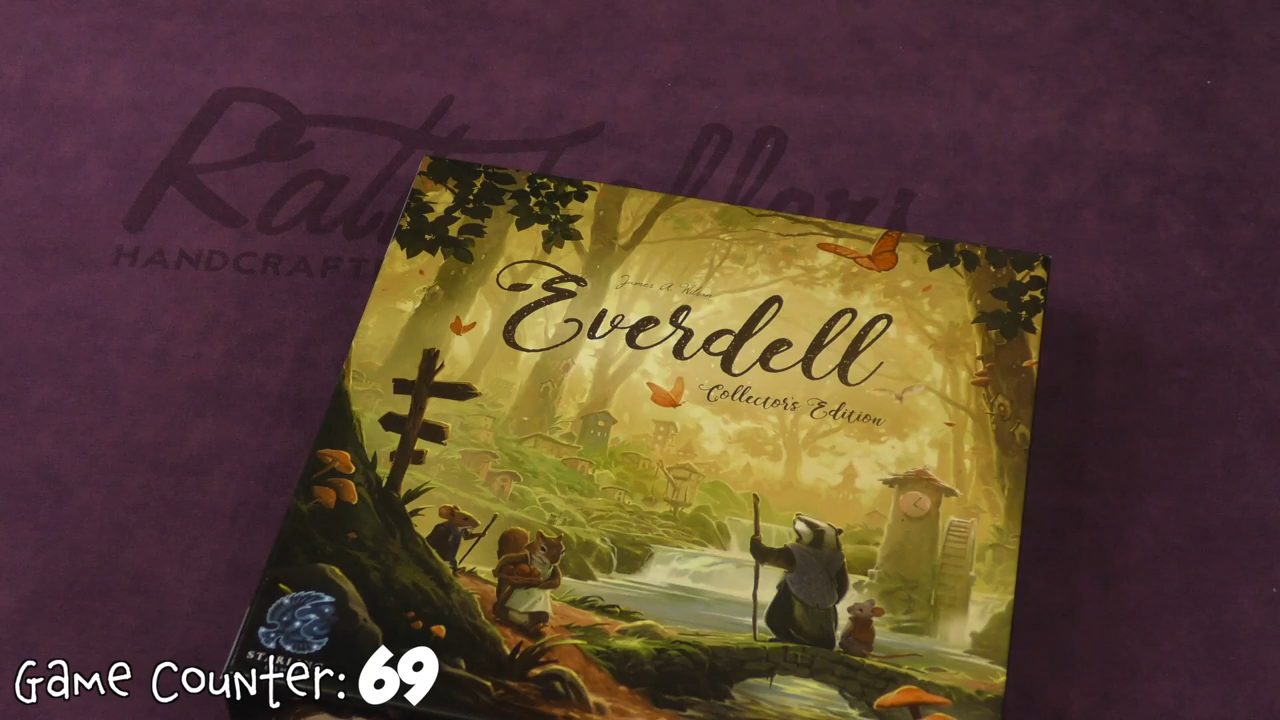 HANDCRAFT
James A. Wilson
Everdell
Collector's Edition
Game Counter: 69